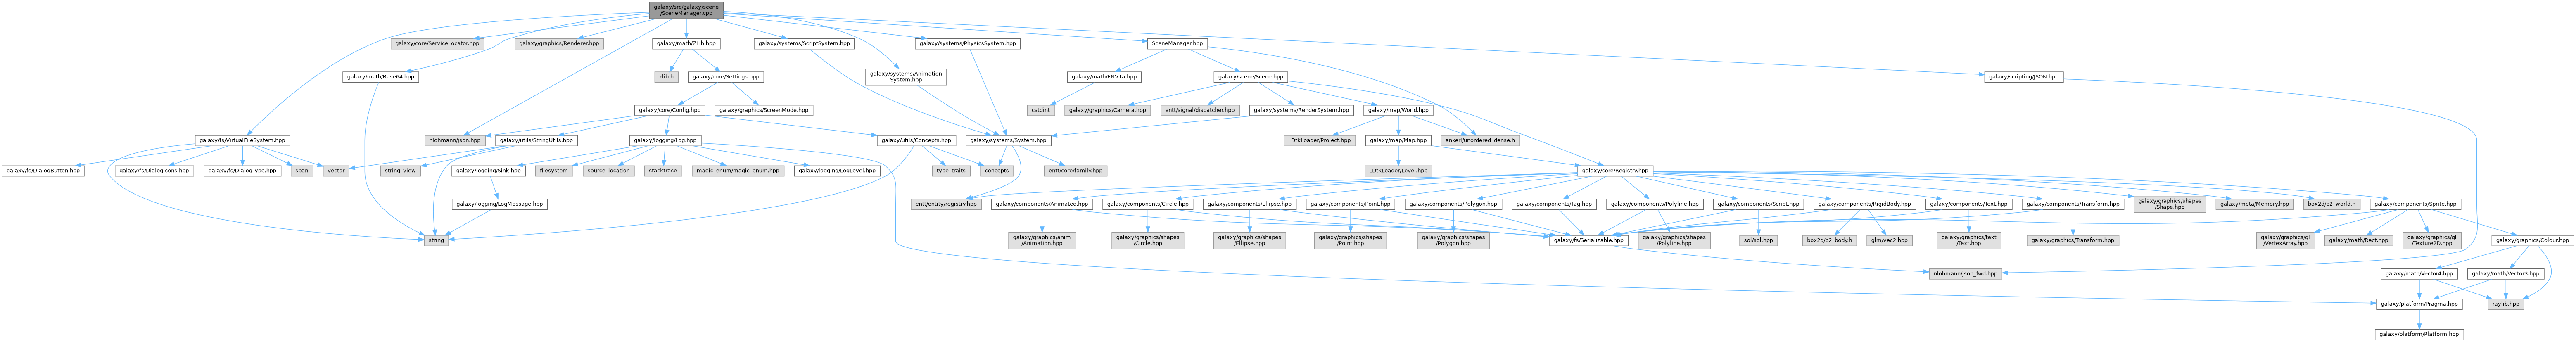 galaxy/src/galaxy/scene
/SceneManager.cpp
galaxy/core/ServiceLocator.hpp
galaxy/graphics/Renderer.hpp
galaxy/math/ZLib.hpp
galaxy/systems/ScriptSystem.hpp
galaxy/systems/PhysicsSystem.hpp
SceneManager.hpp
galaxy/math/Base64.hpp
zlib.h
galaxy/core/Settings.hpp
galaxy/systems/Animation
System.hpp
galaxy/math/FNV1a.hpp
galaxy/scene/Scene.hpp
galaxy/scripting/JSON.hpp
galaxy/core/Config.hpp
galaxy/graphics/ScreenMode.hpp
cstdint
galaxy/graphics/Camera.hpp
entt/signal/dispatcher.hpp
galaxy/systems/RenderSystem.hpp
galaxy/map/World.hpp
galaxy/fs/VirtualFileSystem.hpp
nlohmann/json.hpp
galaxy/utils/StringUtils.hpp
galaxy/logging/Log.hpp
galaxy/utils/Concepts.hpp
galaxy/systems/System.hpp
LDtkLoader/Project.hpp
galaxy/map/Map.hpp
ankerl/unordered_dense.h
galaxy/fs/DialogButton.hpp
galaxy/fs/DialogIcons.hpp
galaxy/fs/DialogType.hpp
span
vector
string_view
galaxy/logging/Sink.hpp
filesystem
source_location
stacktrace
magic_enum/magic_enum.hpp
galaxy/logging/LogLevel.hpp
type_traits
concepts
entt/core/family.hpp
LDtkLoader/Level.hpp
galaxy/core/Registry.hpp
galaxy/logging/LogMessage.hpp
entt/entity/registry.hpp
galaxy/components/Animated.hpp
galaxy/components/Circle.hpp
galaxy/components/Ellipse.hpp
galaxy/components/Point.hpp
galaxy/components/Polygon.hpp
galaxy/components/Tag.hpp
galaxy/components/Polyline.hpp
galaxy/components/Script.hpp
galaxy/components/RigidBody.hpp
galaxy/components/Text.hpp
galaxy/components/Transform.hpp
galaxy/graphics/shapes
/Shape.hpp
galaxy/meta/Memory.hpp
box2d/b2_world.h
galaxy/components/Sprite.hpp
string
galaxy/graphics/anim
/Animation.hpp
galaxy/graphics/shapes
/Circle.hpp
galaxy/graphics/shapes
/Ellipse.hpp
galaxy/graphics/shapes
/Point.hpp
galaxy/graphics/shapes
/Polygon.hpp
galaxy/fs/Serializable.hpp
galaxy/graphics/shapes
/Polyline.hpp
sol/sol.hpp
box2d/b2_body.h
glm/vec2.hpp
galaxy/graphics/text
/Text.hpp
galaxy/graphics/Transform.hpp
galaxy/graphics/gl
/VertexArray.hpp
galaxy/math/Rect.hpp
galaxy/graphics/gl
/Texture2D.hpp
galaxy/graphics/Colour.hpp
nlohmann/json_fwd.hpp
galaxy/math/Vector4.hpp
galaxy/math/Vector3.hpp
galaxy/platform/Pragma.hpp
raylib.hpp
galaxy/platform/Platform.hpp